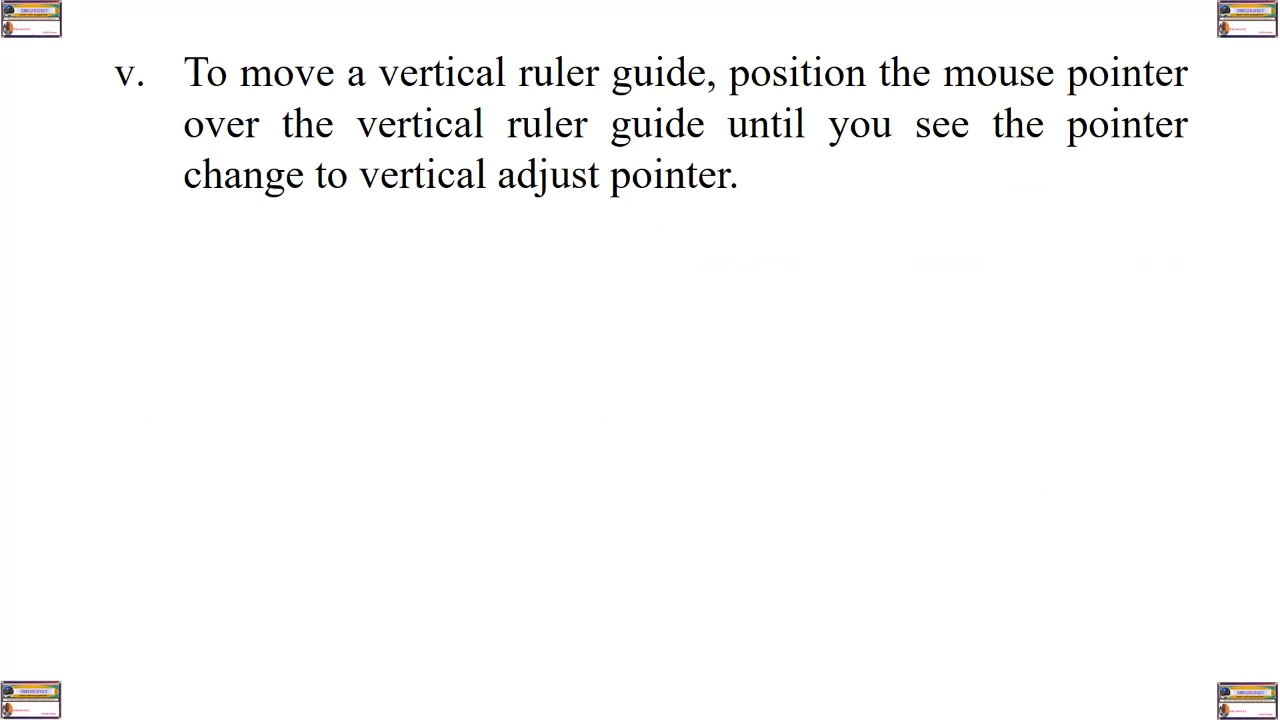 v. To move a vertical ruler guide, position the mouse pointer
over the vertical ruler guide until you see the pointer
change to vertical adjust pointer.